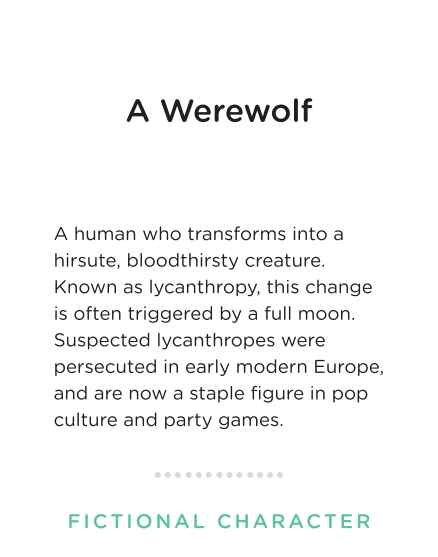 A Werewolf
A human who transforms into a
hirsute, bloodthirsty creature.
Known as lycanthropy, this change
is often triggered by a full moon.
Suspected lycanthropes were
persecuted in early modern Europe,
and are now a staple figure in pop
culture and party games.
FICTIONAL CHARACTER